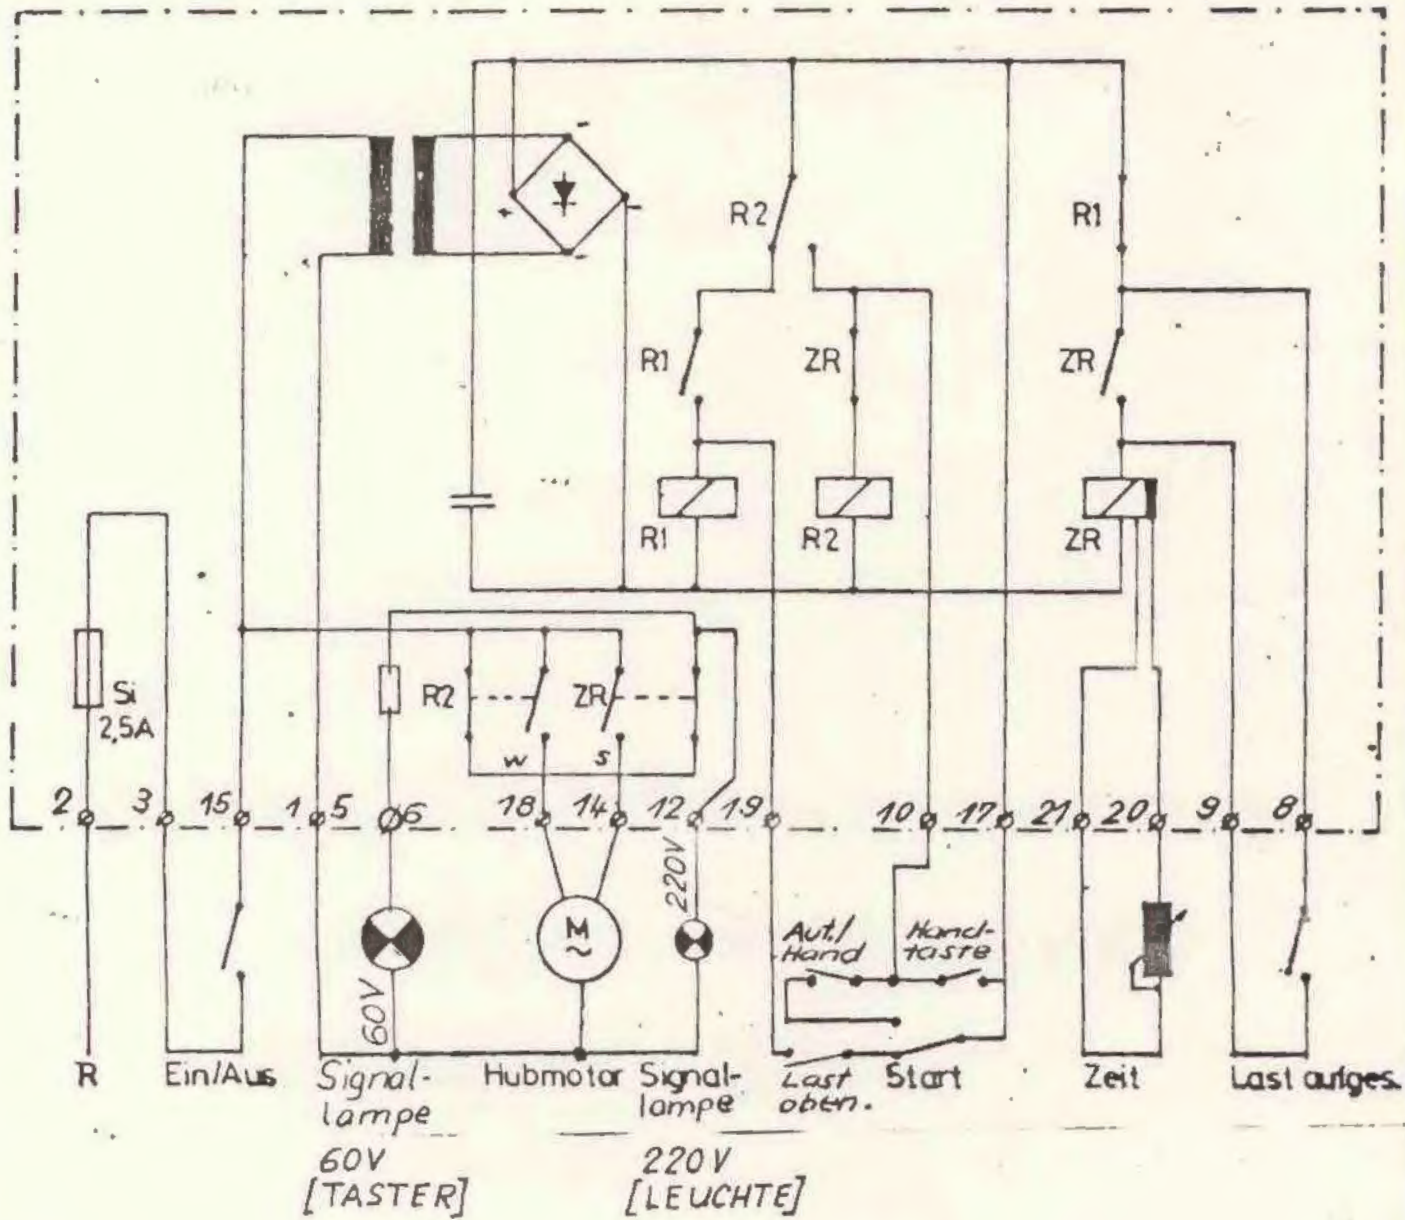 -
+
-
-
R2
R1
R1
ZR
ZR
R1
R2
ZR
Si
2,5A
R2
ZR
w
s
2
3
15
1
5
6
18
14
12
19
10
17
21
20
9
8
M
~
60V
220V
Aut./
Hand
Hand-
taste
R
Ein/Aus
Signal-
lampe
Hubmotor
Signal-
lampe
Last
oben.
Start
Zeit
Last aufges.
60V
[TASTER]
220V
[LEUCHTE]